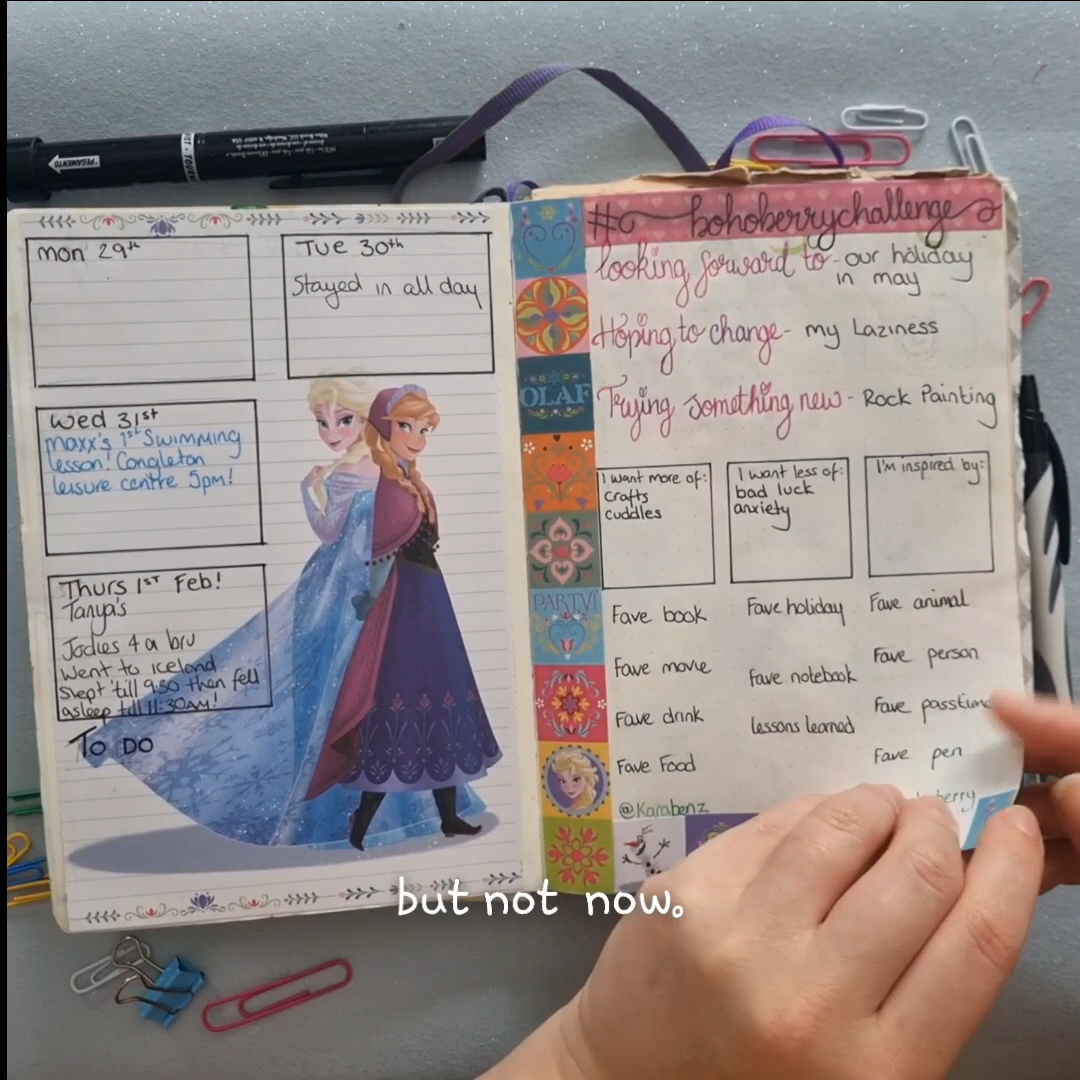 PEGAMENTO
Mon 29th
Tue 30th
Stayed in all day
Wed 31st
maxx's 1st Swimming
lesson! Congleton
leisure centre 5pm!
Thurs 1st Feb!
Tanya's
Jodies 4 a bru
Went to iceland
Slept 'till 9:30 then fell
asleep till 11:30AM!
To Do
#bohoberrychallenge
looking forward to - our holiday
in may
Hoping to change - my Laziness
Trying something new - Rock Painting
OLAF
I want more of:
crafts
cuddles
I want less of:
bad luck
anxiety
I'm inspired by:
PARTY!
Fave book
Fave holiday
Fave animal
Fave movie
Fave notebook
Fave person
Fave drink
lessons learned
Fave passtime
Fave Food
Fave pen
@Karabenz
berry
but not now.